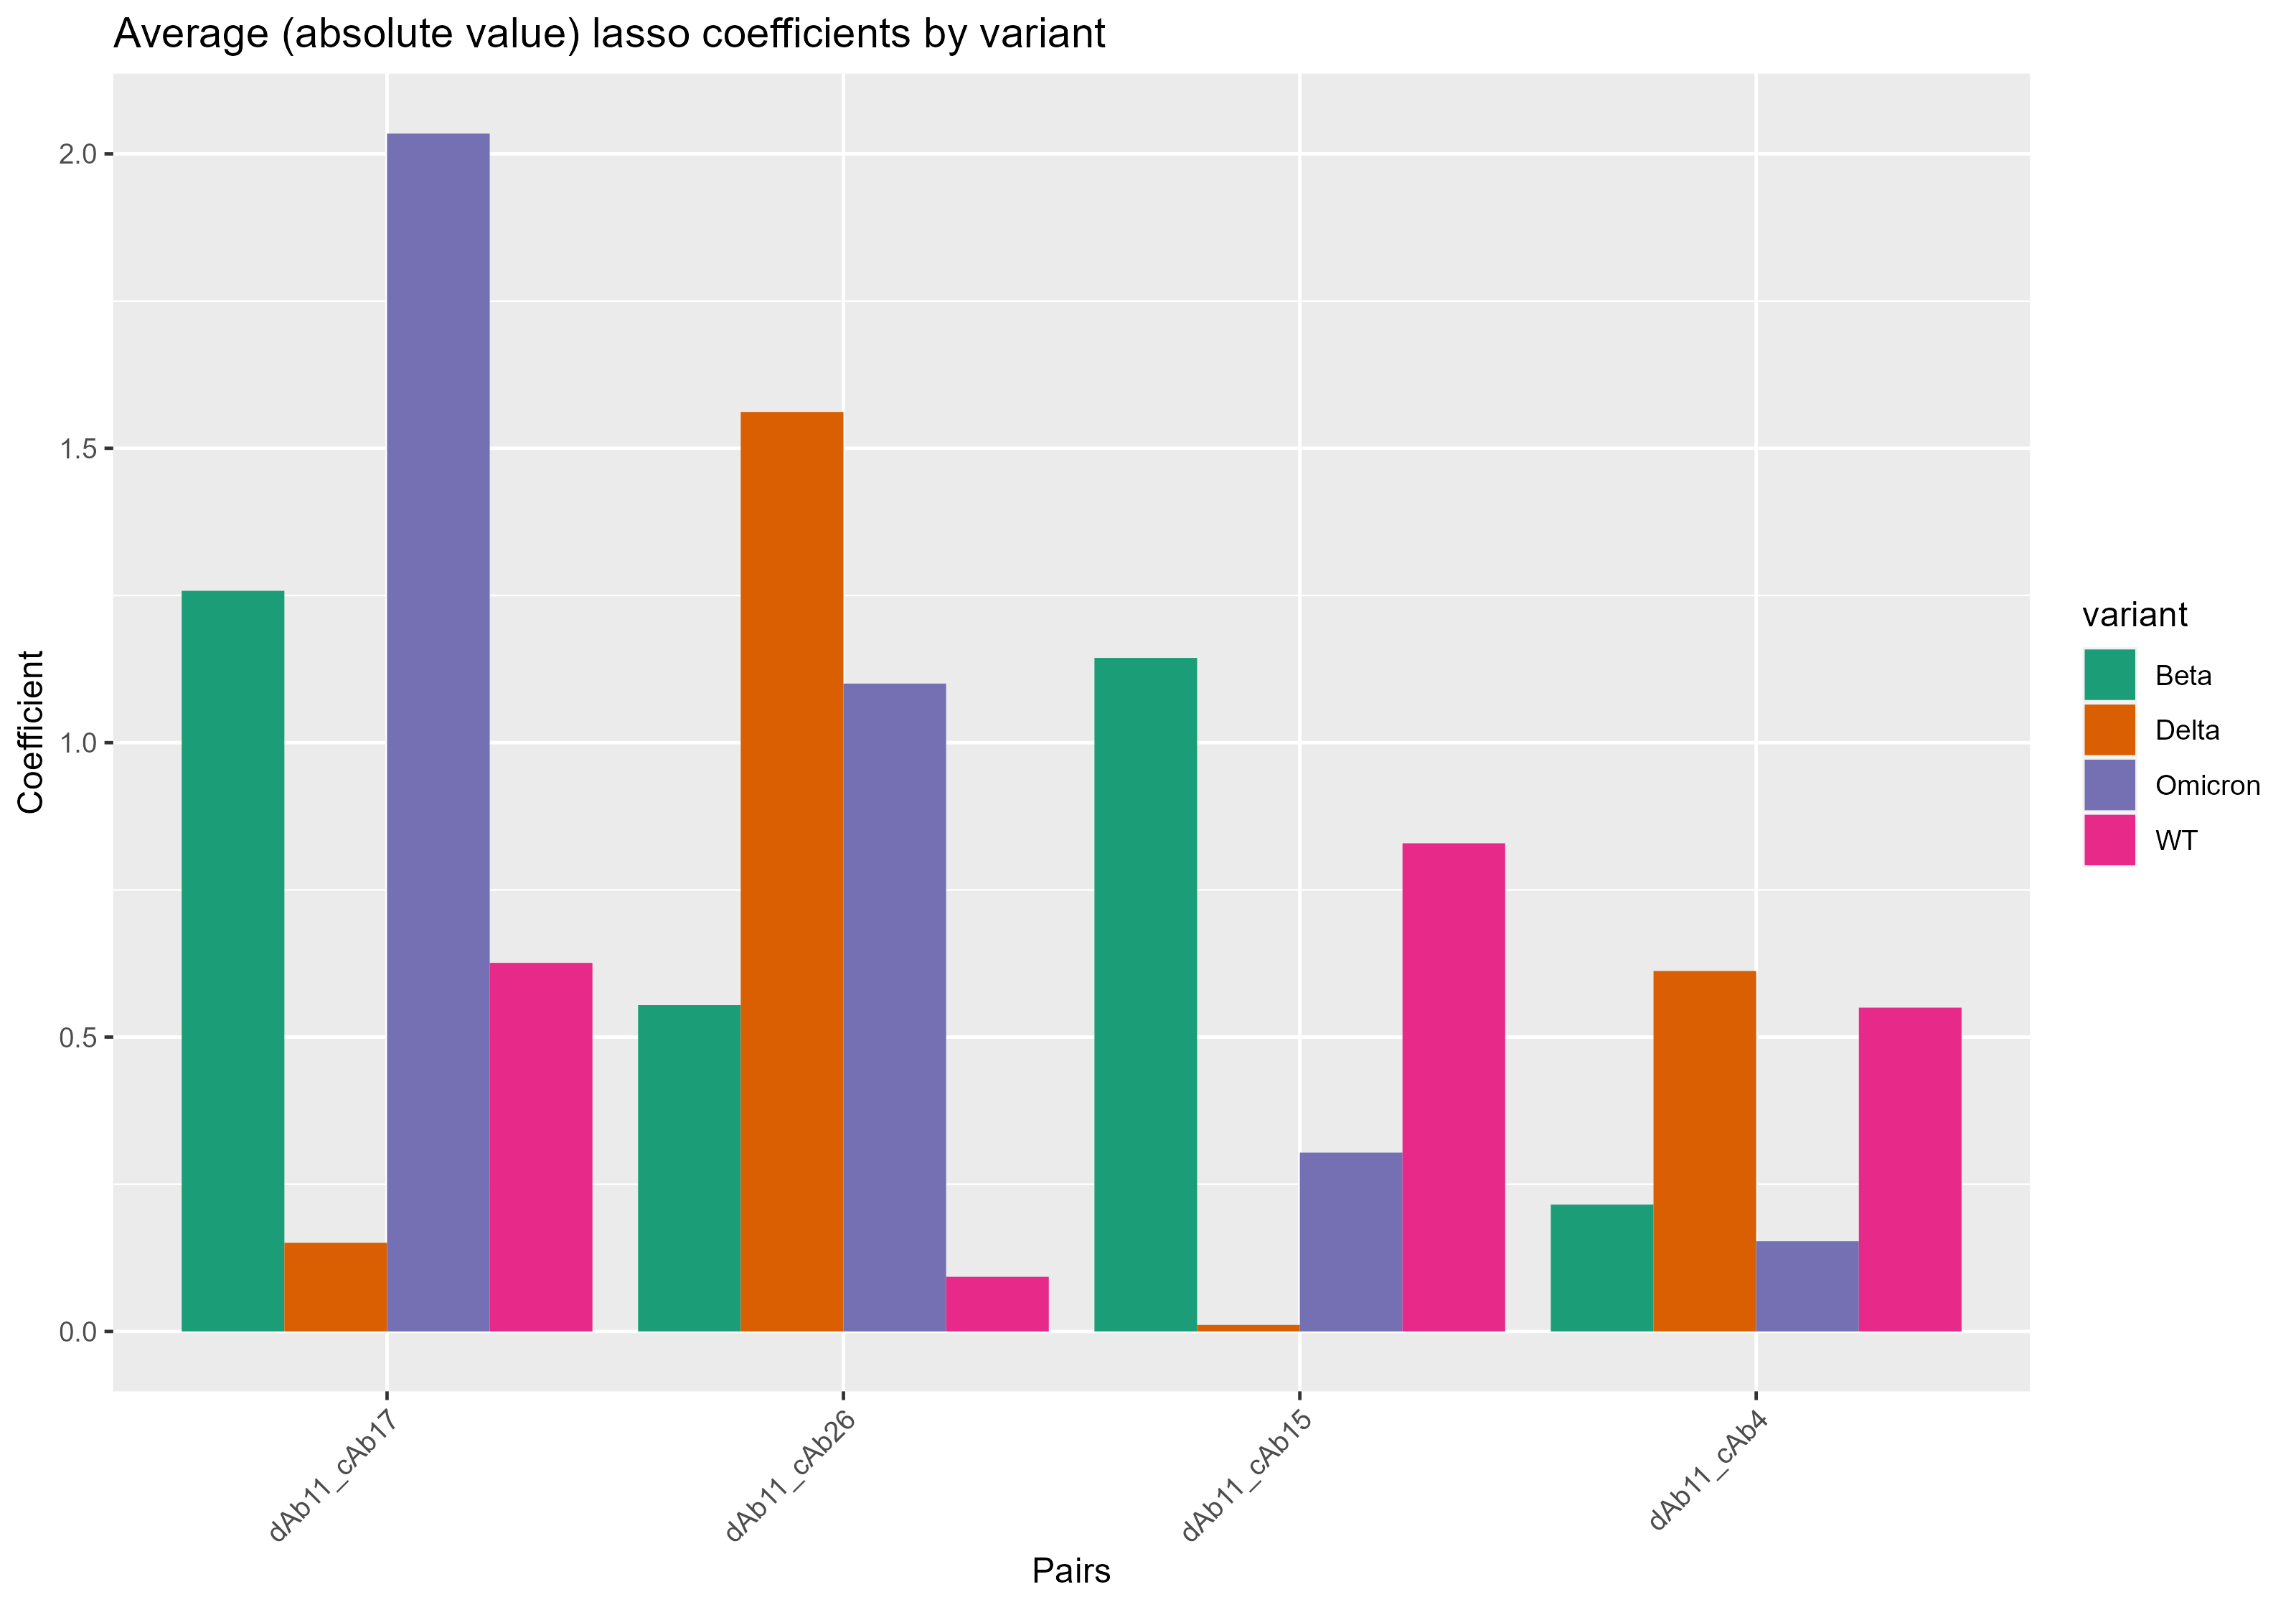 Average (absolute value) lasso coefficients by variant
Coefficient
2.0
1.5
1.0
0.5
0.0
dAb11_cAb17
dAb11_cAb26
dAb11_cAb15
dAb11_cAb4
Pairs
variant
Beta
Delta
Omicron
WT